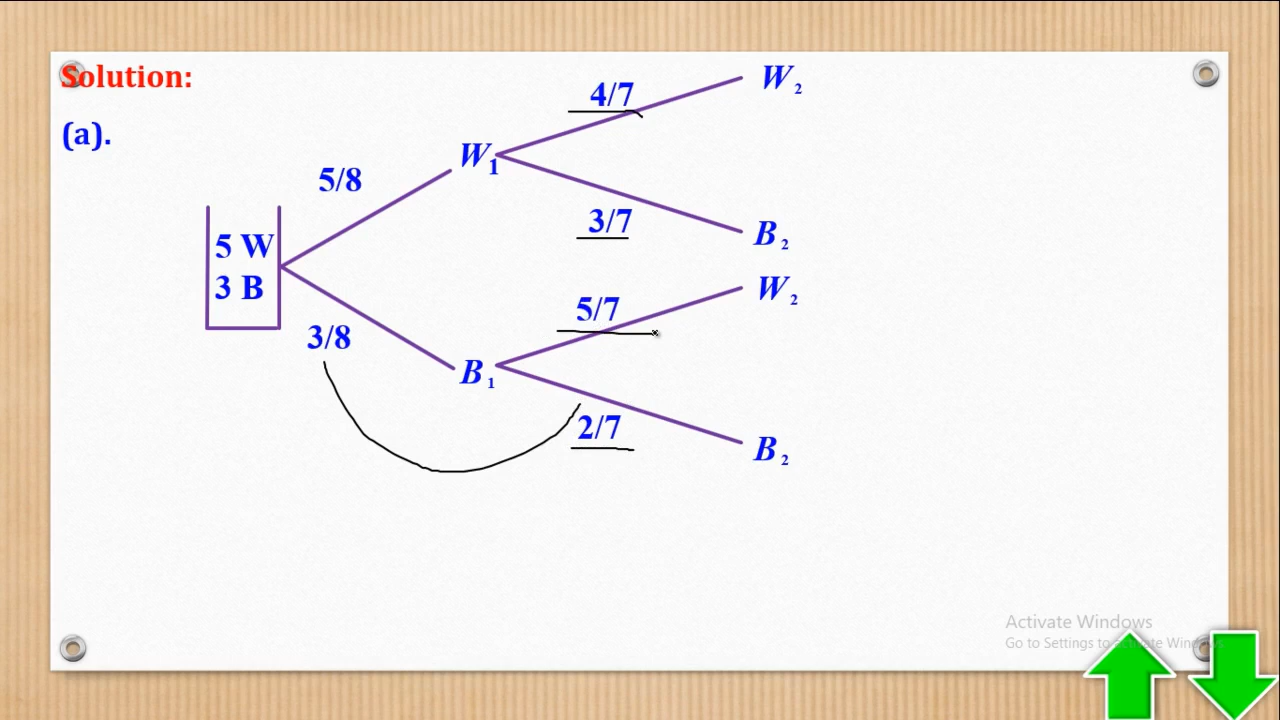 Solution:
(a).
5/8
3/8
5 W
3 B
W₁
B₁
4/7
3/7
5/7
2/7
W₂
B₂
W₂
B₂
Activate Windows
Go to Settings to Activate Windows